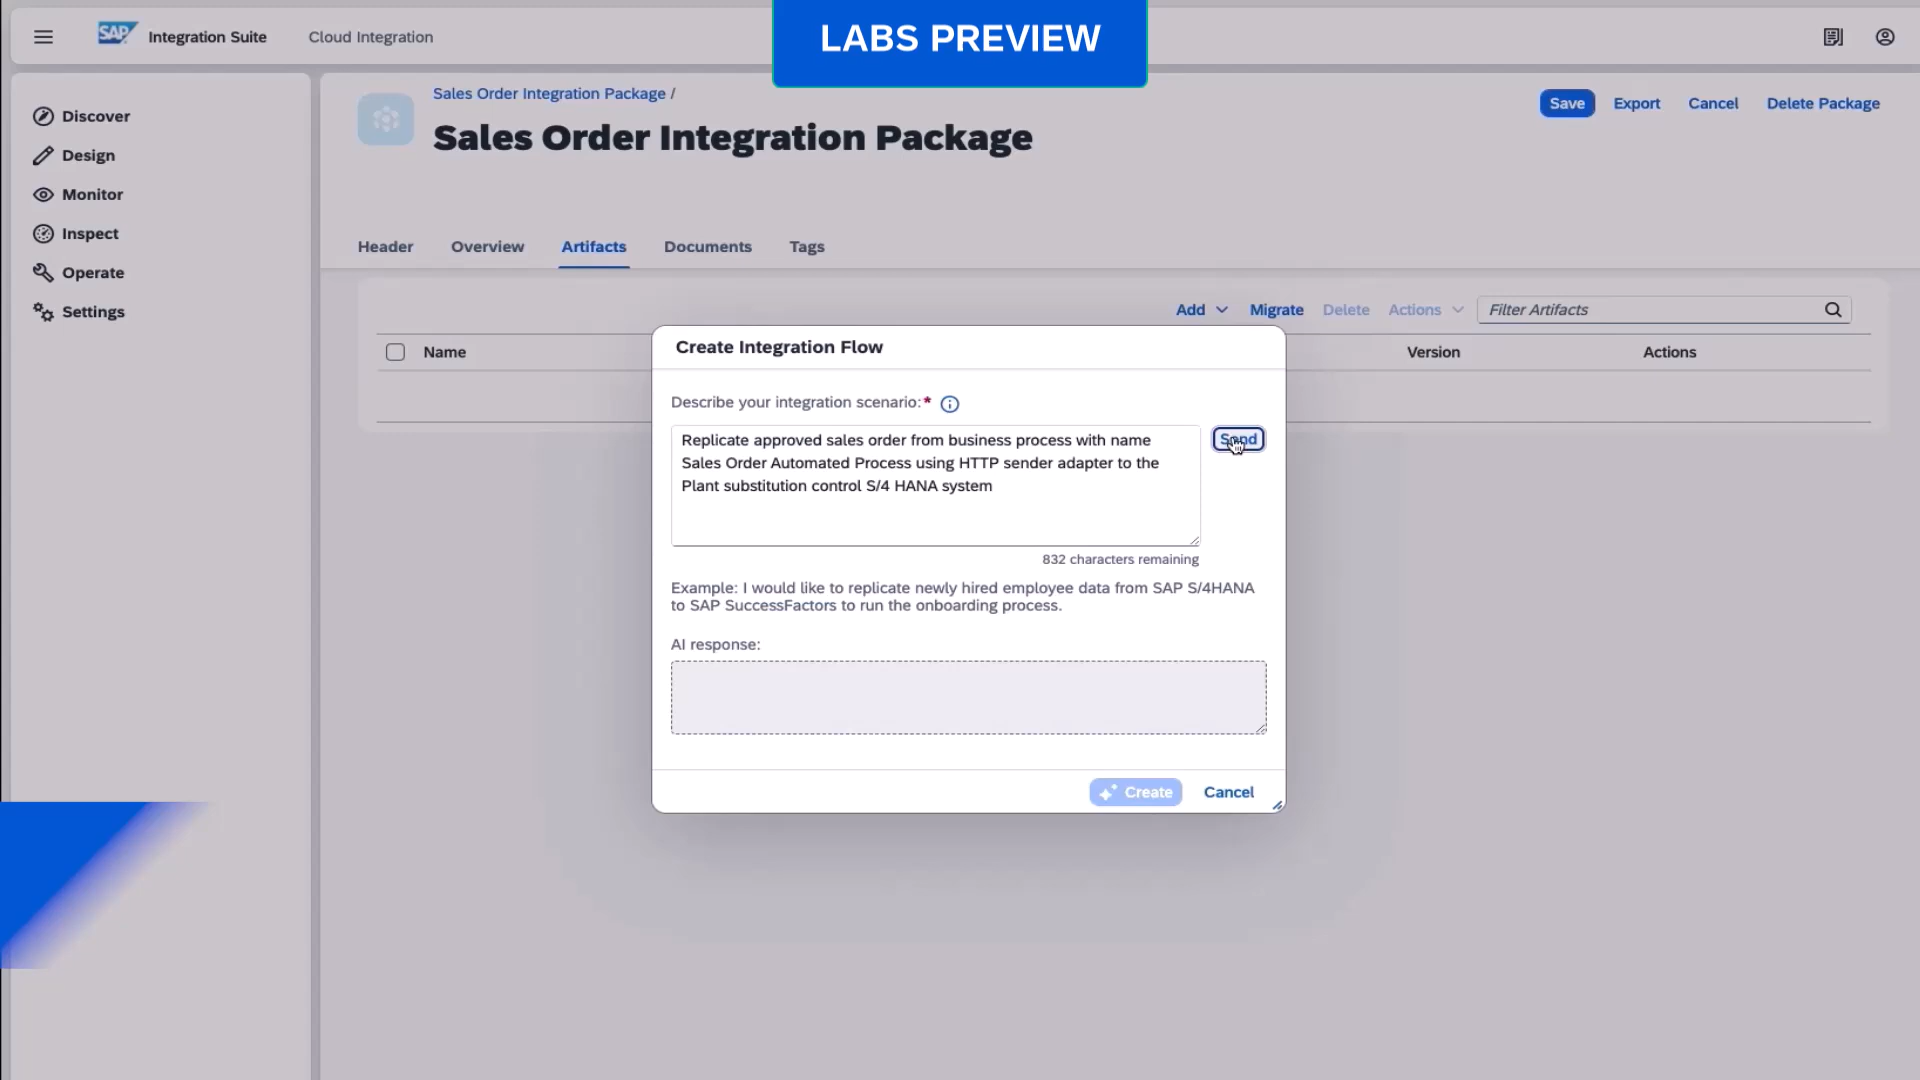 LABS PREVIEW
SAP Integration Suite Cloud Integration
Discover
Design
Monitor
Inspect
Operate
Settings
Sales Order Integration Package /
Sales Order Integration Package
Save Export Cancel Delete Package
Header Overview Artifacts Documents Tags
Add Migrate Delete Actions Filter Artifacts
Name Version Actions
Create Integration Flow
Describe your integration scenario:*
Replicate approved sales order from business process with name
Sales Order Automated Process using HTTP sender adapter to the
Plant substitution control S/4 HANA system
Send
832 characters remaining
Example: I would like to replicate newly hired employee data from SAP S/4HANA
to SAP SuccessFactors to run the onboarding process.
AI response:
Create Cancel